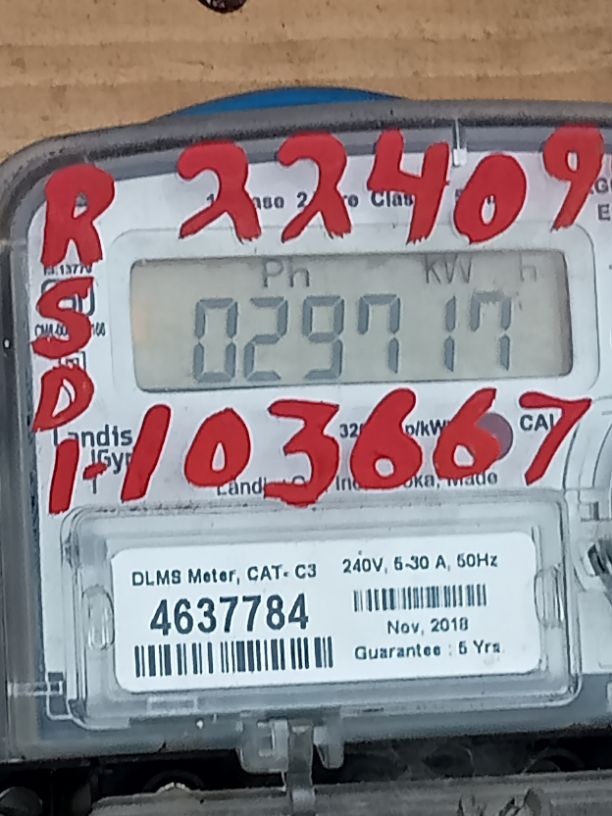 R 22409
Ph kW h
029717
S
D
1-103667
CAL
Landis
Gyr
DLMS Meter, CAT- C3
240V, 5-30 A, 50Hz
4637784
Nov, 2018
Guarantee : 5 Yrs.